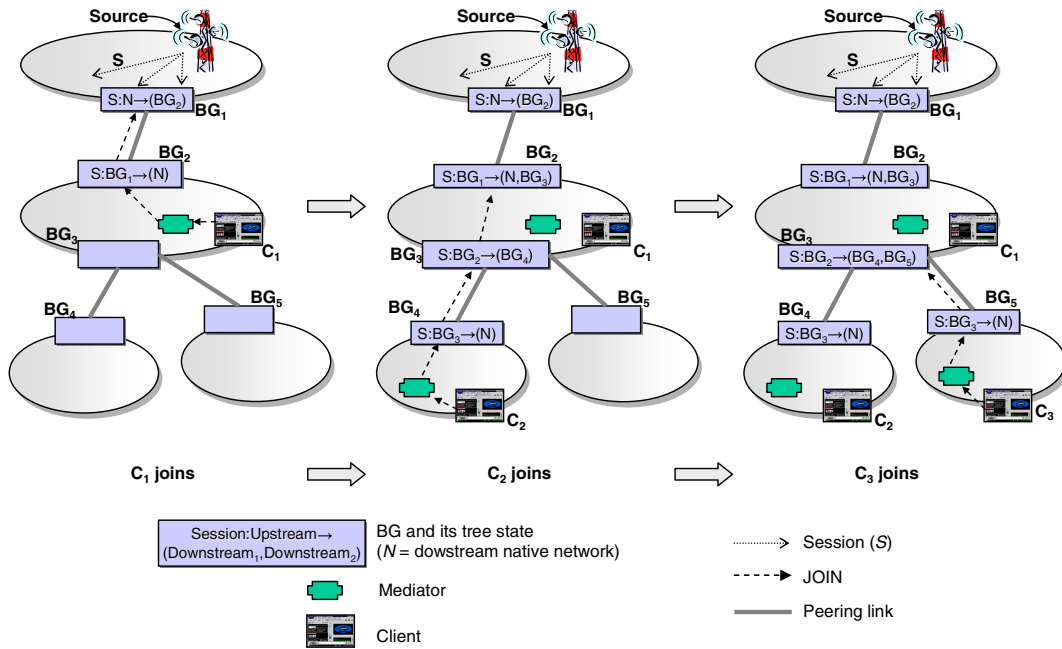 Source
S
S:N→(BG2)
BG1
BG2
S:BG1→(N)
BG3
C1
BG4
BG5
Source
S
S:N→(BG2)
BG1
BG2
S:BG1→(N,BG3)
C1
BG3
S:BG2→(BG4)
BG4
BG5
S:BG3→(N)
C2
Source
S
S:N→(BG2)
BG1
BG2
S:BG1→(N,BG3)
BG3
C1
S:BG2→(BG4,BG5)
BG4
BG5
S:BG3→(N)
S:BG3→(N)
C2
C3
C1 joins
C2 joins
C3 joins
Session:Upstream→
(Downstream1,Downstream2)
BG and its tree state
(N = dowstream native network)
Mediator
Client
Session (S)
JOIN
Peering link